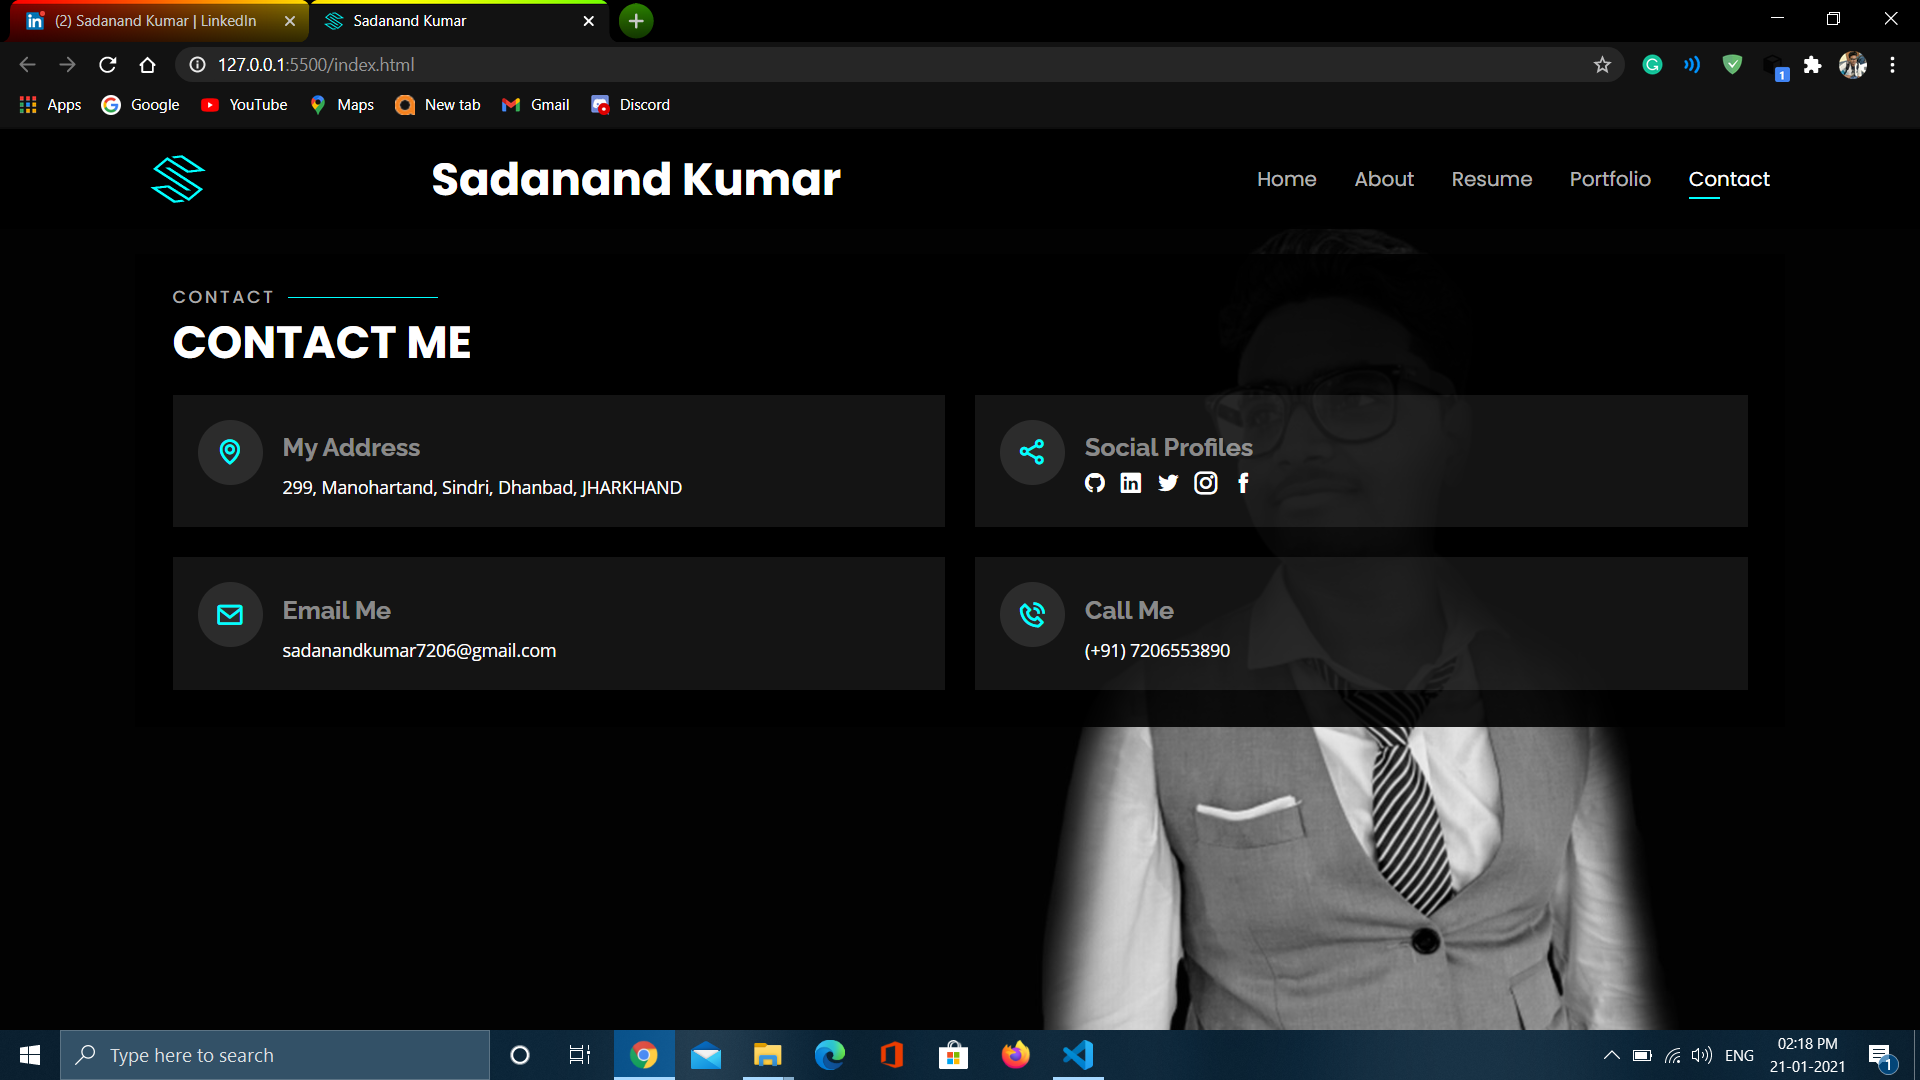 (2) Sadanand Kumar | LinkedIn
Sadanand Kumar
127.0.0.1:5500/index.html
1
Apps
Google
YouTube
Maps
New tab
Gmail
Discord
Sadanand Kumar
Home
About
Resume
Portfolio
Contact
CONTACT
CONTACT ME
My Address
299, Manohartand, Sindri, Dhanbad, JHARKHAND
Social Profiles
Email Me
sadanandkumar7206@gmail.com
Call Me
(+91) 7206553890
Type here to search
ENG
02:18 PM
21-01-2021
1